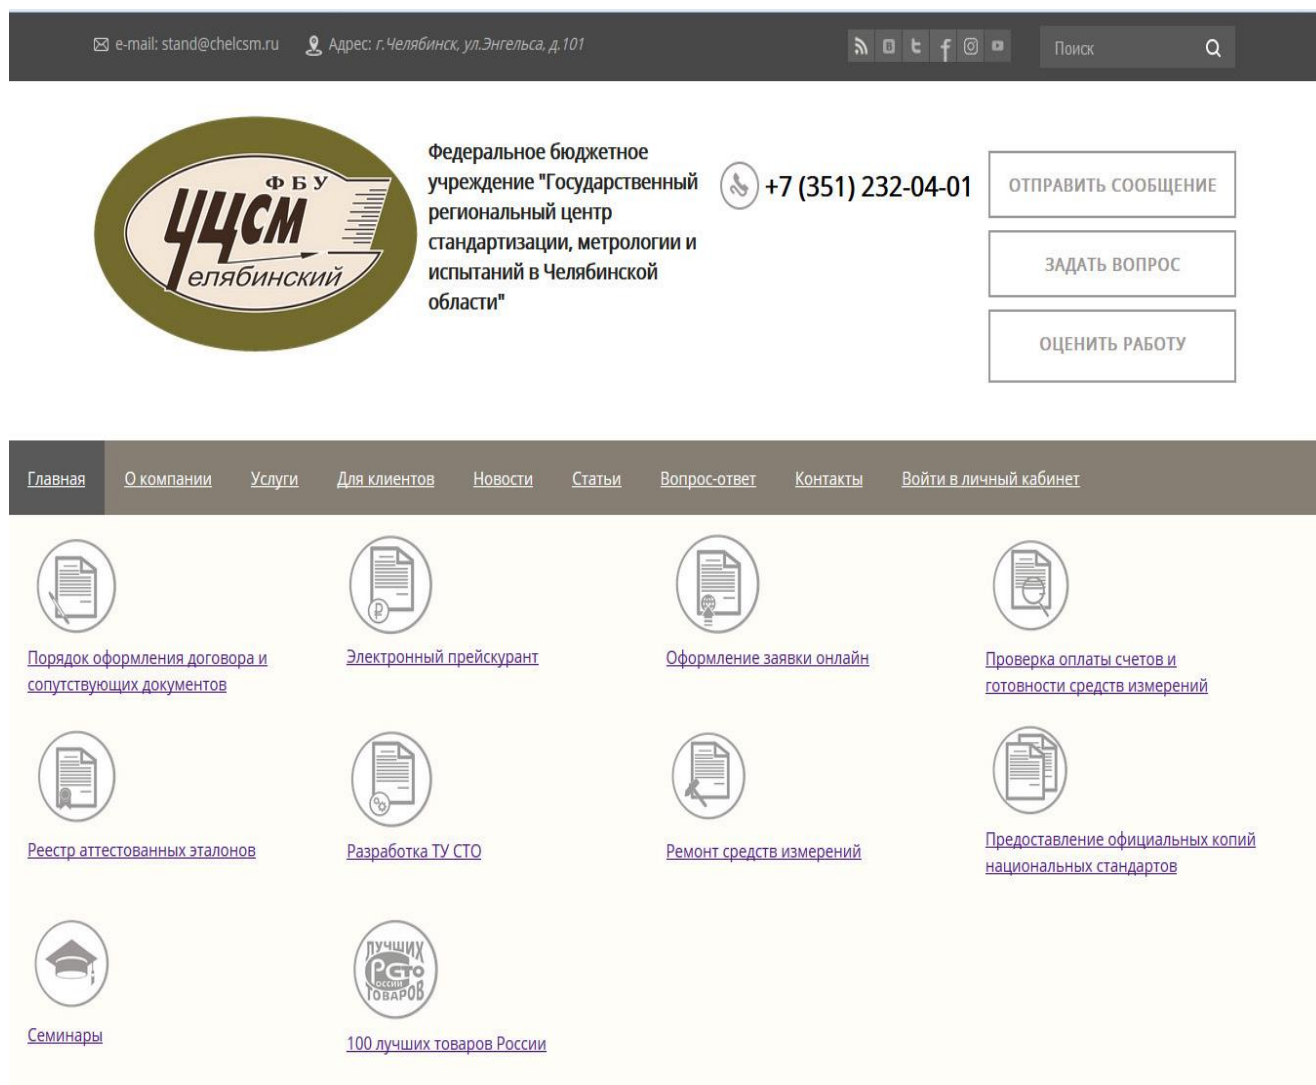 e-mail: stand@chelcsm.ru
Адрес: г.Челябинск, ул.Энгельса, д.101
Поиск
ФБУ
ЧЦСМ
елябинский
Федеральное бюджетное
учреждение "Государственный
региональный центр
стандартизации, метрологии и
испытаний в Челябинской
области"
+7 (351) 232-04-01
ОТПРАВИТЬ СООБЩЕНИЕ
ЗАДАТЬ ВОПРОС
ОЦЕНИТЬ РАБОТУ
Главная О компании Услуги Для клиентов Новости Статьи Вопрос-ответ Контакты Войти в личный кабинет
Порядок оформления договора и
сопутствующих документов
Электронный прейскурант
Оформление заявки онлайн
Проверка оплаты счетов и
готовности средств измерений
Реестр аттестованных эталонов
Разработка ТУ СТО
Ремонт средств измерений
Предоставление официальных копий
национальных стандартов
Семинары
ЛУЧШИХ
РСТО
ОССИИ
ТОВАРОВ
100 лучших товаров России